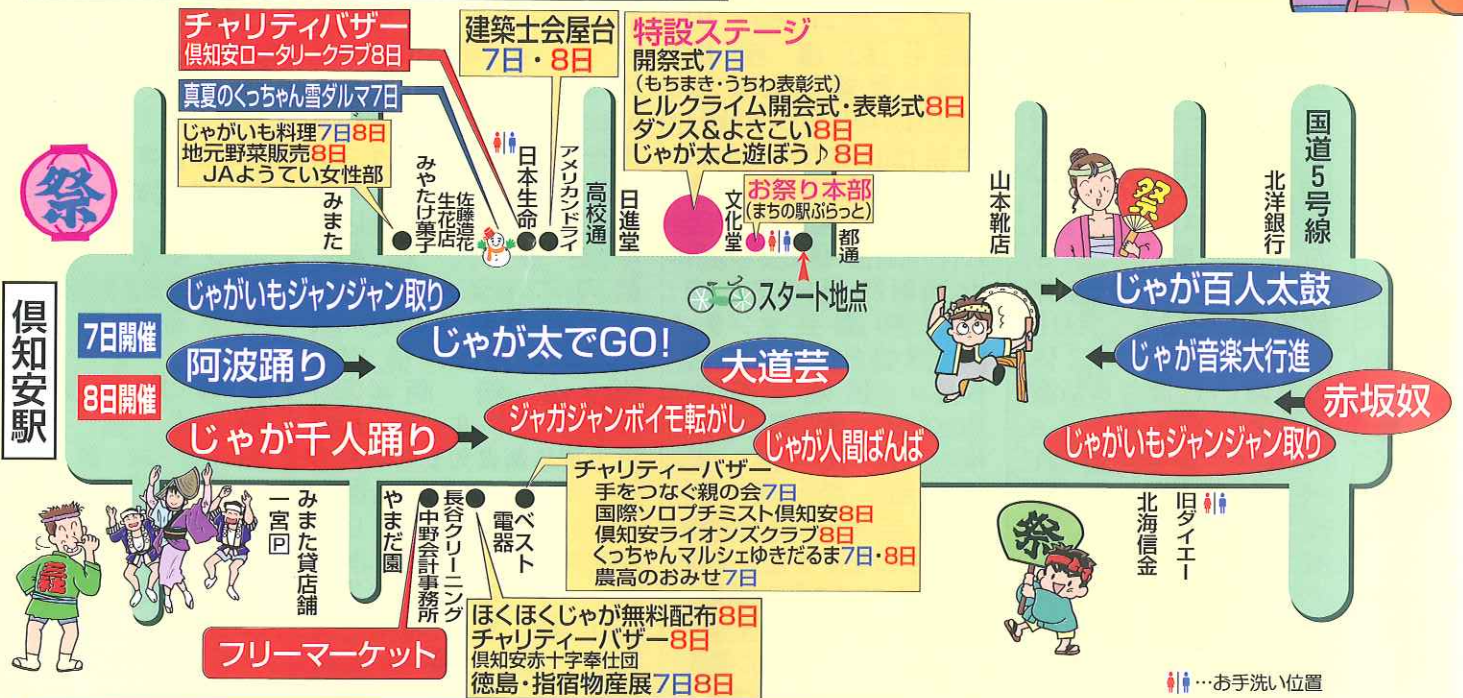 チャリティバザー
倶知安ロータリークラブ8日
真夏のくっちゃん雪ダルマ7日
じゃがいも料理7日8日
地元野菜販売8日
JAようてい女性部
建築士会屋台
7日・8日
特設ステージ
開祭式7日
(もちまき・うちわ表彰式)
ヒルクライム開会式・表彰式8日
ダンス&よさこい8日
じゃが太と遊ぼう♪8日
お祭り本部
(まちの駅ぷらっと)
祭
みまた
みやたけ菓子
佐藤造花
生花店
日本生命
アメリカンドライ
高校通
日進堂
文化堂
都通
山本靴店
祭
北洋銀行
国道5号線
倶知安駅
スタート地点
7日開催
8日開催
じゃがいもジャンジャン取り
阿波踊り
じゃが太でGO!
大道芸
じゃが百人太鼓
じゃが音楽大行進
赤坂奴
じゃが千人踊り
ジャガジャンボイモ転がし
じゃが人間ばんば
じゃがいもジャンジャン取り
一宮P
みまた貸店舗
やまだ園
中野会計事務所
長谷クリーニング
ベスト
電器
チャリティーバザー
手をつなぐ親の会7日
国際ソロプチミスト倶知安8日
倶知安ライオンズクラブ8日
くっちゃんマルシェゆきだるま7日・8日
農高のおみせ7日
フリーマーケット
ほくほくじゃが無料配布8日
チャリティーバザー8日
倶知安赤十字奉仕団
徳島・指宿物産展7日8日
祭
北海信金
旧ダイエー
…お手洗い位置